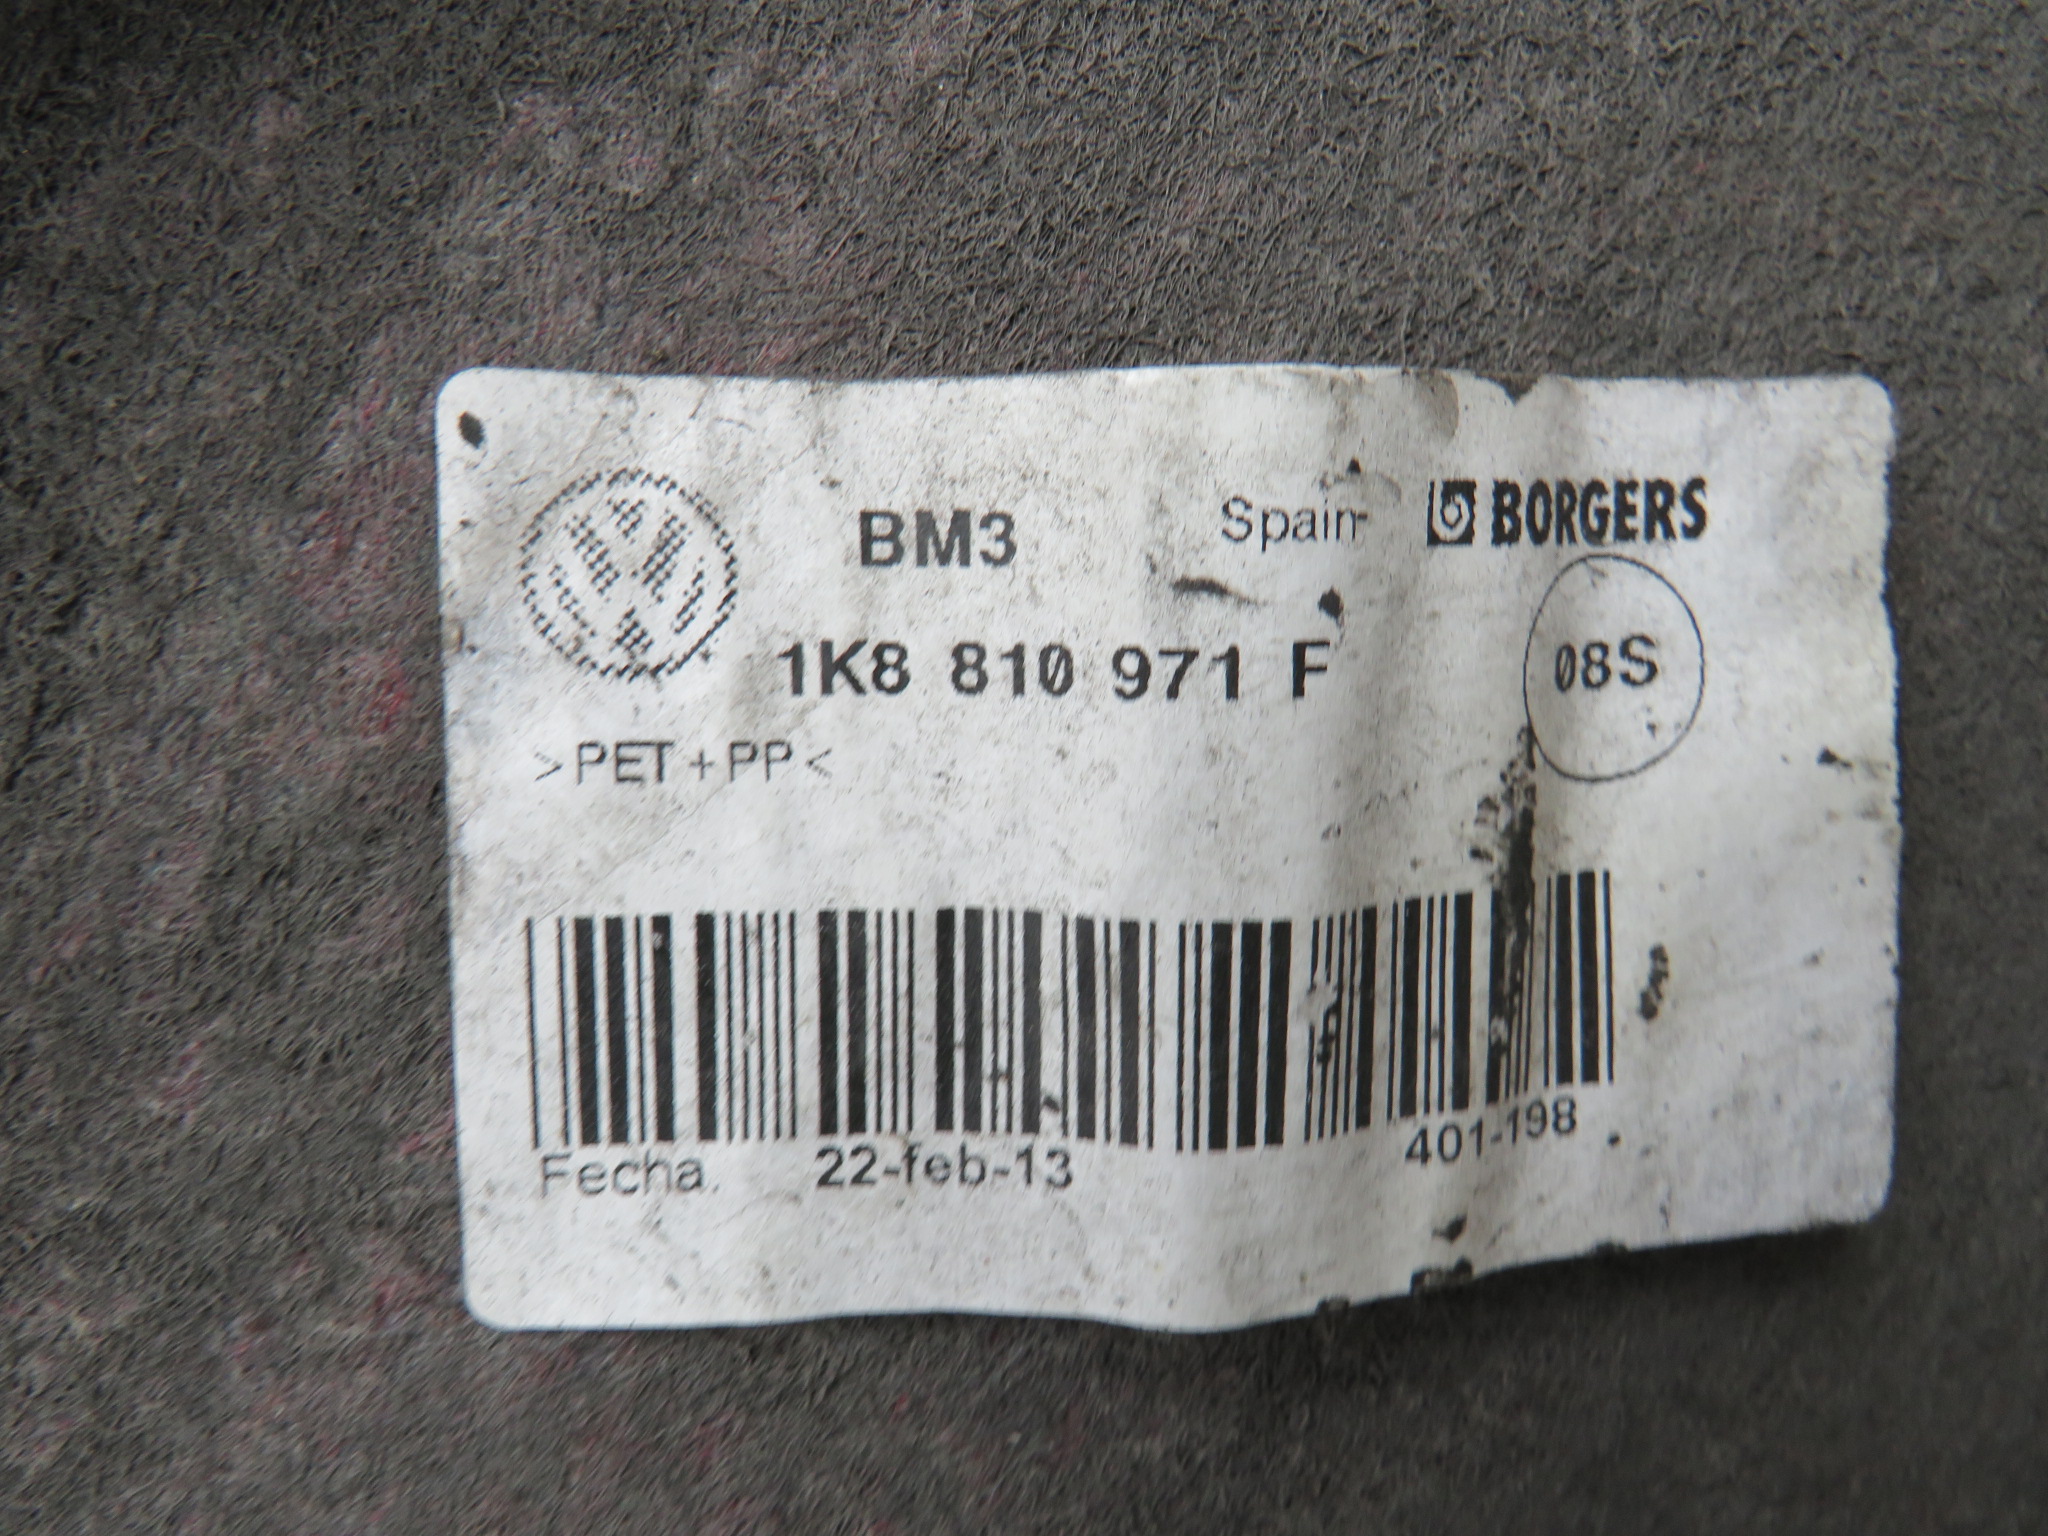 BM3 Spain BORGERS
1K8 810 971 F 08S
>PET+PP<
401-198
Fecha. 22-feb-13